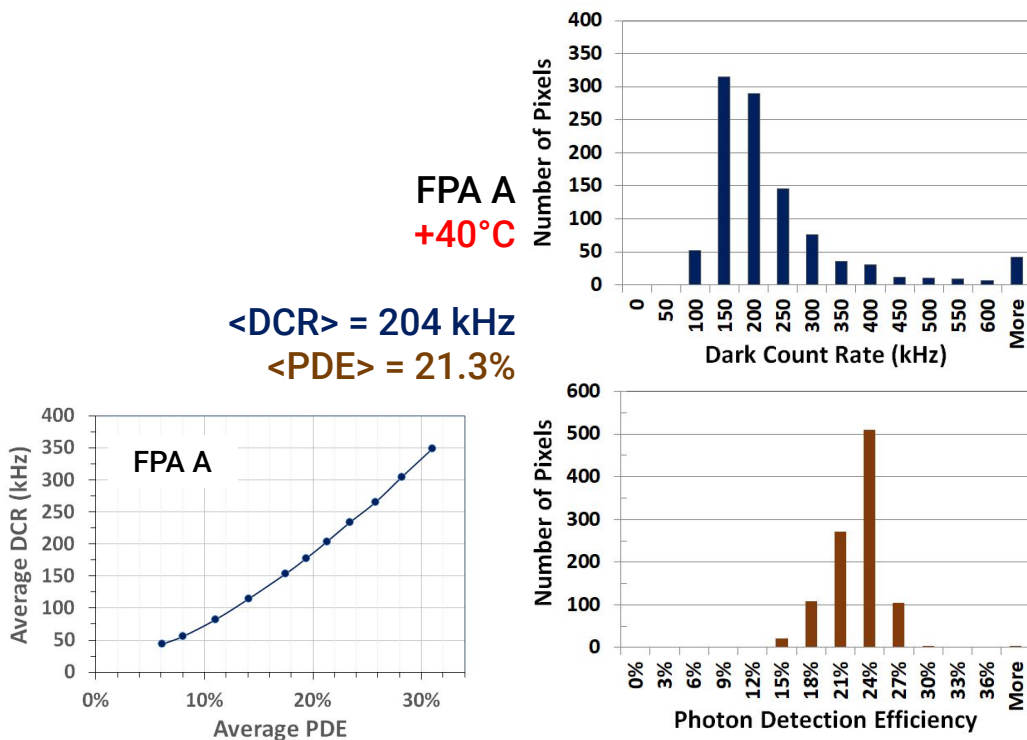 FPA A
+40°C
<DCR> = 204 kHz
<PDE> = 21.3%
Number of Pixels
400
350
300
250
200
150
100
50
0
0 50 100 150 200 250 300 350 400 450 500 550 600 More
Dark Count Rate (kHz)
Average DCR (kHz)
400
350
300
250
200
150
100
50
0
FPA A
0% 10% 20% 30%
Average PDE
Number of Pixels
600
500
400
300
200
100
0
0% 3% 6% 9% 12% 15% 18% 21% 24% 27% 30% 33% 36% More
Photon Detection Efficiency